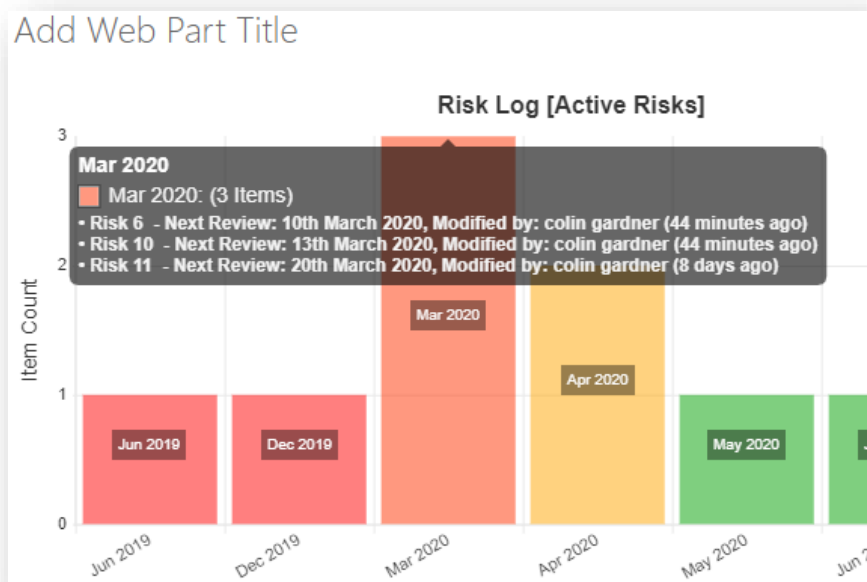 Add Web Part Title
Risk Log [Active Risks]
3
Mar 2020
Mar 2020: (3 Items)
• Risk 6 - Next Review: 10th March 2020, Modified by: colin gardner (44 minutes ago)
• Risk 10 - Next Review: 13th March 2020, Modified by: colin gardner (44 minutes ago)
• Risk 11 - Next Review: 20th March 2020, Modified by: colin gardner (8 days ago)
2
Item Count
Mar 2020
Apr 2020
1
Jun 2019
Dec 2019
May 2020
0
Jun 2019
Dec 2019
Mar 2020
Apr 2020
May 2020